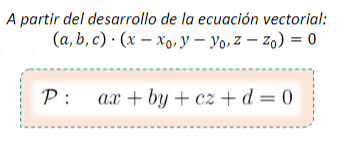 A partir del desarrollo de la ecuación vectorial:
(a, b, c) · (x − x₀, y − y₀, z − z₀) = 0
𝒫 : ax + by + cz + d = 0